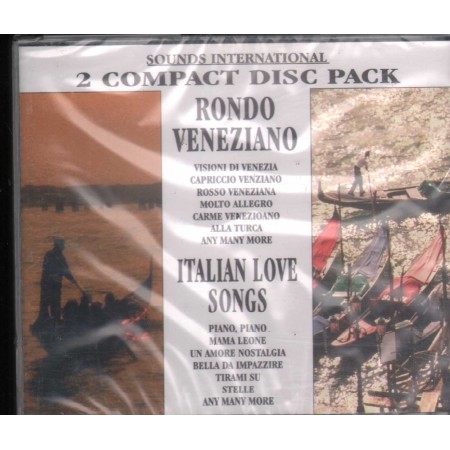 SOUNDS INTERNATIONAL
2 COMPACT DISC PACK
RONDO
VENEZIANO
VISIONI DI VENEZIA
CAPRICCIO VENZIANO
ROSSO VENEZIANA
MOLTO ALLEGRO
CARME VENEZIOANO
ALLA TURCA
ANY MANY MORE
ITALIAN LOVE
SONGS
PIANO, PIANO
MAMA LEONE
UN AMORE NOSTALGIA
BELLA DA IMPAZZIRE
TIRAMI SU
STELLE
ANY MANY MORE